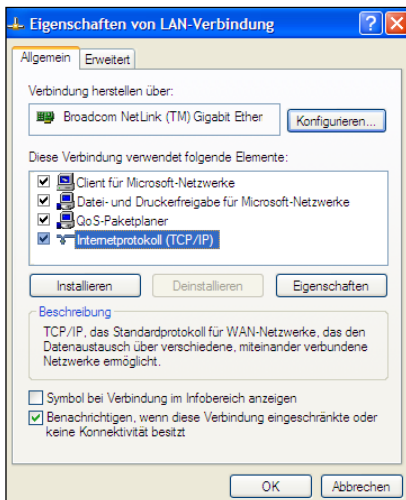 Eigenschaften von LAN-Verbindung
Allgemein
Erweitert
Verbindung herstellen über:
Broadcom NetLink (TM) Gigabit Ether
Konfigurieren...
Diese Verbindung verwendet folgende Elemente:
Client für Microsoft-Netzwerke
Datei- und Druckerfreigabe für Microsoft-Netzwerke
QoS-Paketplaner
Internetprotokoll (TCP/IP)
Installieren
Deinstallieren
Eigenschaften
Beschreibung
TCP/IP, das Standardprotokoll für WAN-Netzwerke, das den
Datenaustausch über verschiedene, miteinander verbundene
Netzwerke ermöglicht.
Symbol bei Verbindung im Infobereich anzeigen
Benachrichtigen, wenn diese Verbindung eingeschränkte oder
keine Konnektivität besitzt
OK
Abbrechen